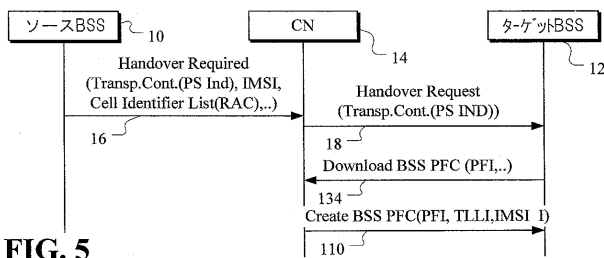 ソースBSS
10
CN
14
ターゲットBSS
12
Handover Required
(Transp.Cont.(PS Ind), IMSI,
Cell Identifier List(RAC),..)
16
Handover Request
(Transp.Cont.(PS IND))
18
Download BSS PFC (PFI,..)
134
Create BSS PFC(PFI, TLLI,IMSI I)
110
FIG. 5